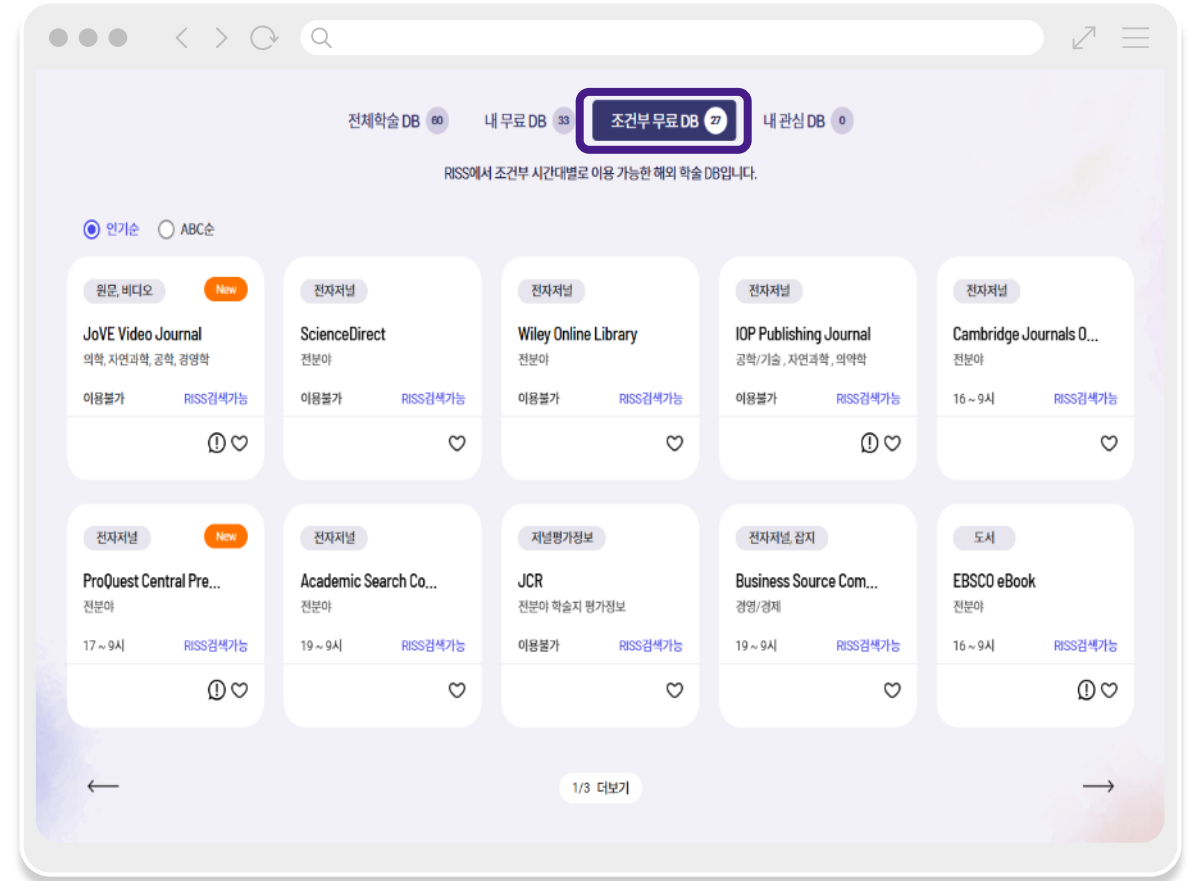 전체학술 DB 60 내 무료 DB 33 조건부 무료 DB 27 내 관심 DB 0
RISS에서 조건부 시간대별로 이용 가능한 해외 학술 DB입니다.
인기순 ABC순
원문, 비디오 New
JoVE Video Journal
의학, 자연과학, 공학, 경영학
이용불가 RISS검색가능
전자저널
ScienceDirect
전분야
이용불가 RISS검색가능
전자저널
Wiley Online Library
전분야
이용불가 RISS검색가능
전자저널
IOP Publishing Journal
공학/기술 , 자연과학 , 의약학
이용불가 RISS검색가능
전자저널
Cambridge Journals O...
전분야
16 ~ 9시 RISS검색가능
전자저널 New
ProQuest Central Pre...
전분야
17 ~ 9시 RISS검색가능
전자저널
Academic Search Co...
전분야
19 ~ 9시 RISS검색가능
저널평가정보
JCR
전분야 학술지 평가정보
이용불가 RISS검색가능
전자저널, 잡지
Business Source Com...
경영/경제
19 ~ 9시 RISS검색가능
도서
EBSCO eBook
전분야
16 ~ 9시 RISS검색가능
1/3 더보기